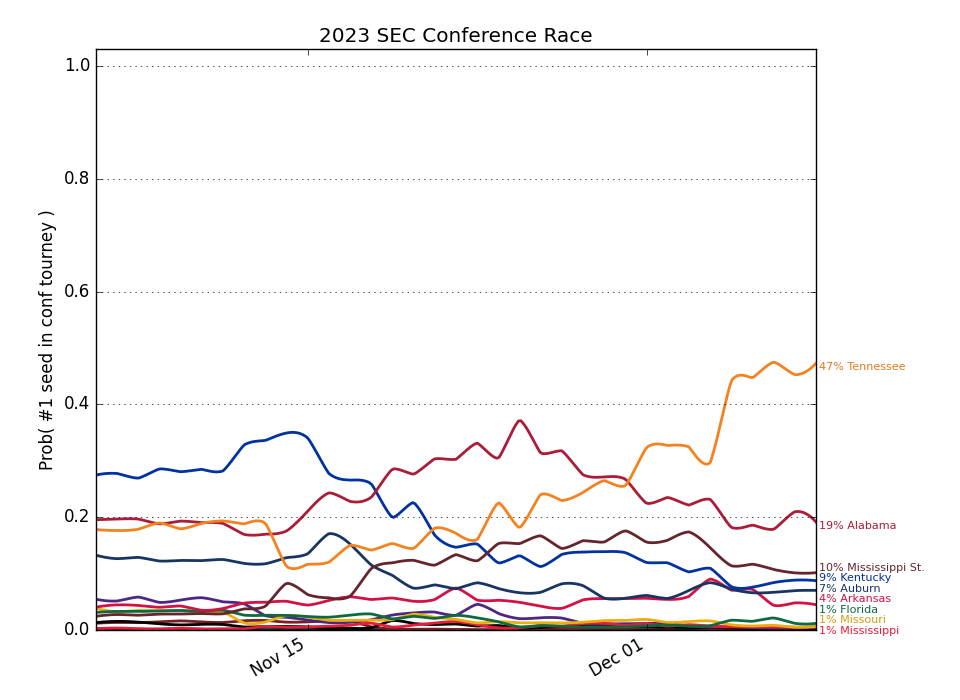 2023 SEC Conference Race
Prob( #1 seed in conf tourney )
1.0
0.8
0.6
0.4
0.2
0.0
Nov 15
Dec 01
47% Tennessee
19% Alabama
10% Mississippi St.
9% Kentucky
7% Auburn
4% Arkansas
1% Florida
1% Missouri
1% Mississippi